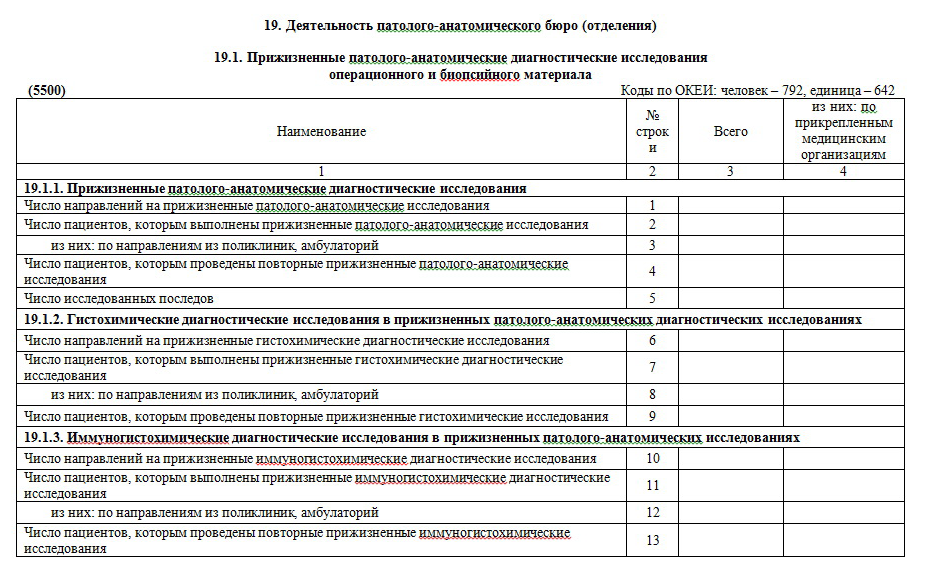 19. Деятельность патолого-анатомического бюро (отделения)
19.1. Прижизненные патолого-анатомические диагностические исследования
операционного и биопсийного материала
(5500) Коды по ОКЕИ: человек – 792, единица – 642
Наименование
№
строк
и
Всего
из них: по
прикрепленным
медицинским
организациям
1 2 3 4
19.1.1. Прижизненные патолого-анатомические диагностические исследования
Число направлений на прижизненные патолого-анатомические исследования 1
Число пациентов, которым выполнены прижизненные патолого-анатомические исследования 2
из них: по направлениям из поликлиник, амбулаторий 3
Число пациентов, которым проведены повторные прижизненные патолого-анатомические
исследования 4
Число исследованных последов 5
19.1.2. Гистохимические диагностические исследования в прижизненных патолого-анатомических диагностических исследованиях
Число направлений на прижизненные гистохимические диагностические исследования 6
Число пациентов, которым выполнены прижизненные гистохимические диагностические
исследования 7
из них: по направлениям из поликлиник, амбулаторий 8
Число пациентов, которым проведены повторные прижизненные гистохимические исследования 9
19.1.3. Иммуногистохимические диагностические исследования в прижизненных патолого-анатомических исследованиях
Число направлений на прижизненные иммуногистохимические диагностические исследования 10
Число пациентов, которым выполнены прижизненные иммуногистохимические диагностические
исследования 11
из них: по направлениям из поликлиник, амбулаторий 12
Число пациентов, которым проведены повторные прижизненные иммуногистохимические
исследования 13